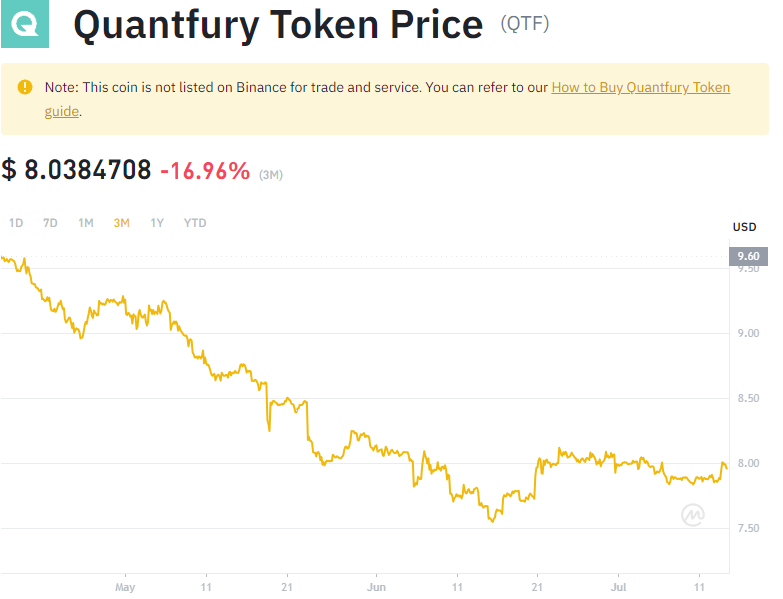 Quantfury Token Price (QTF)
Note: This coin is not listed on Binance for trade and service. You can refer to our How to Buy Quantfury Token
guide.
$ 8.0384708 -16.96% (3M)
1D 7D 1M 3M 1Y YTD
USD
9.60
9.50
9.00
8.50
8.00
7.50
May 11 21 Jun 11 21 Jul 11